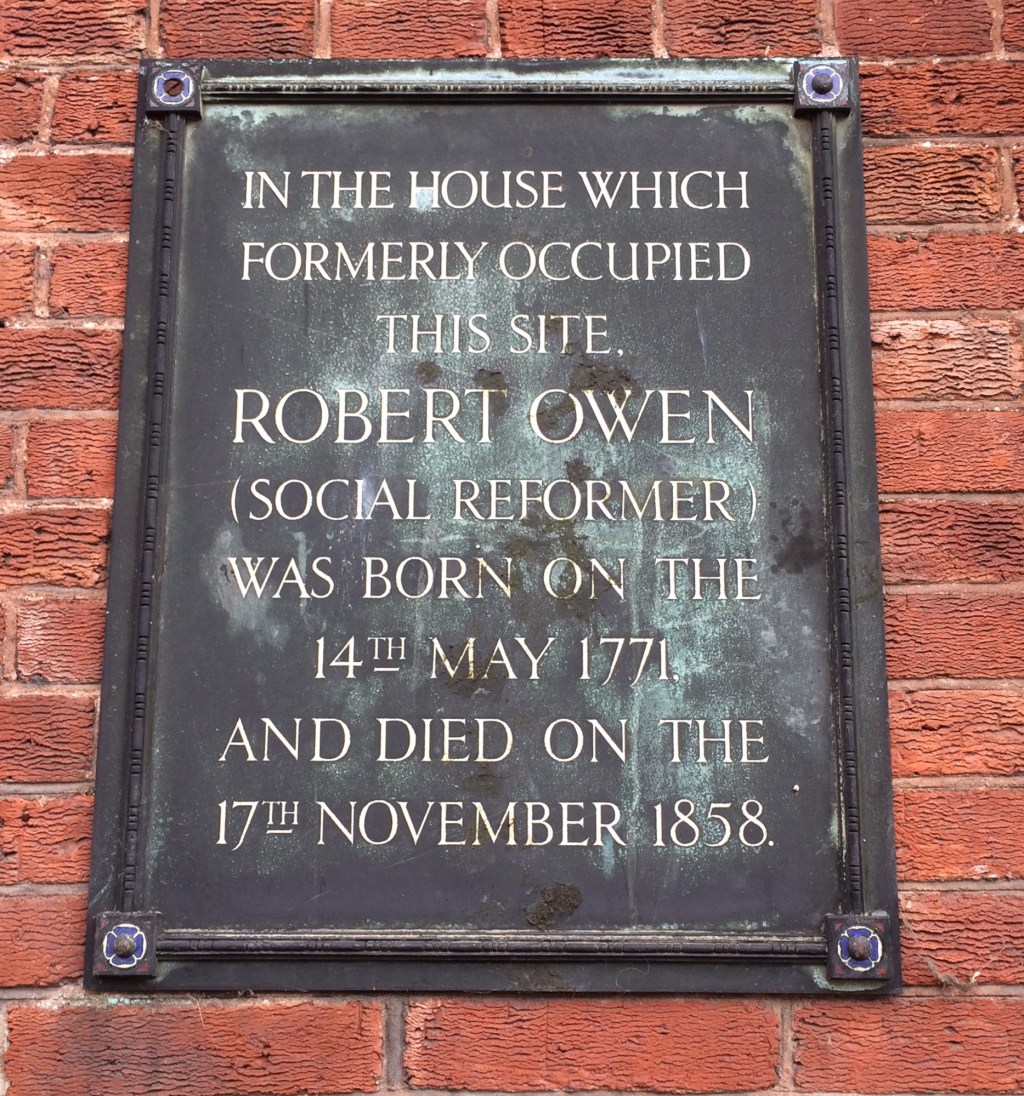 IN THE HOUSE WHICH
FORMERLY OCCUPIED
THIS SITE,
ROBERT OWEN
(SOCIAL REFORMER)
WAS BORN ON THE
14TH MAY 1771,
AND DIED ON THE
17TH NOVEMBER 1858.